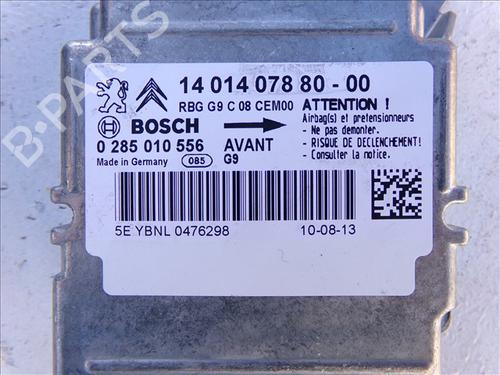 14 014 078 80 - 00
RBG G9 C 08 CEM00 ATTENTION !
BOSCH
Airbag(s) et pretensionneurs
- Ne pas demonter.
0 285 010 556 AVANT
- RISQUE DE DECLENCHEMENT!
Made in Germany 085 G9
- Consulter la notice.
5E YBNL 0476298 10-08-13
B-PARTS